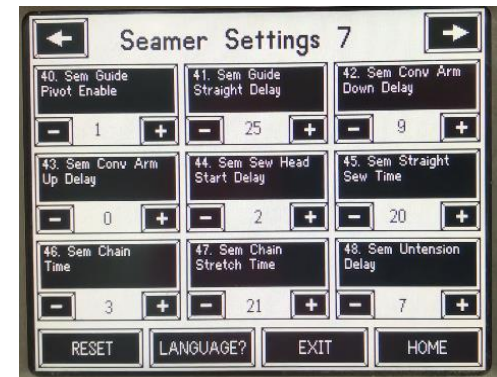 Seamer Settings 7
40. Sem Guide
Pivot Enable
41. Sem Guide
Straight Delay
42. Sem Conv Arm
Down Delay
- 1 +
- 25 +
- 9 +
43. Sem Conv Arm
Up Delay
44. Sem Sew Head
Start Delay
45. Sem Straight
Sew Time
- 0 +
- 2 +
- 20 +
46. Sem Chain
Time
47. Sem Chain
Stretch Time
48. Sem Untension
Delay
- 3 +
- 21 +
- 7 +
RESET
LANGUAGE?
EXIT
HOME